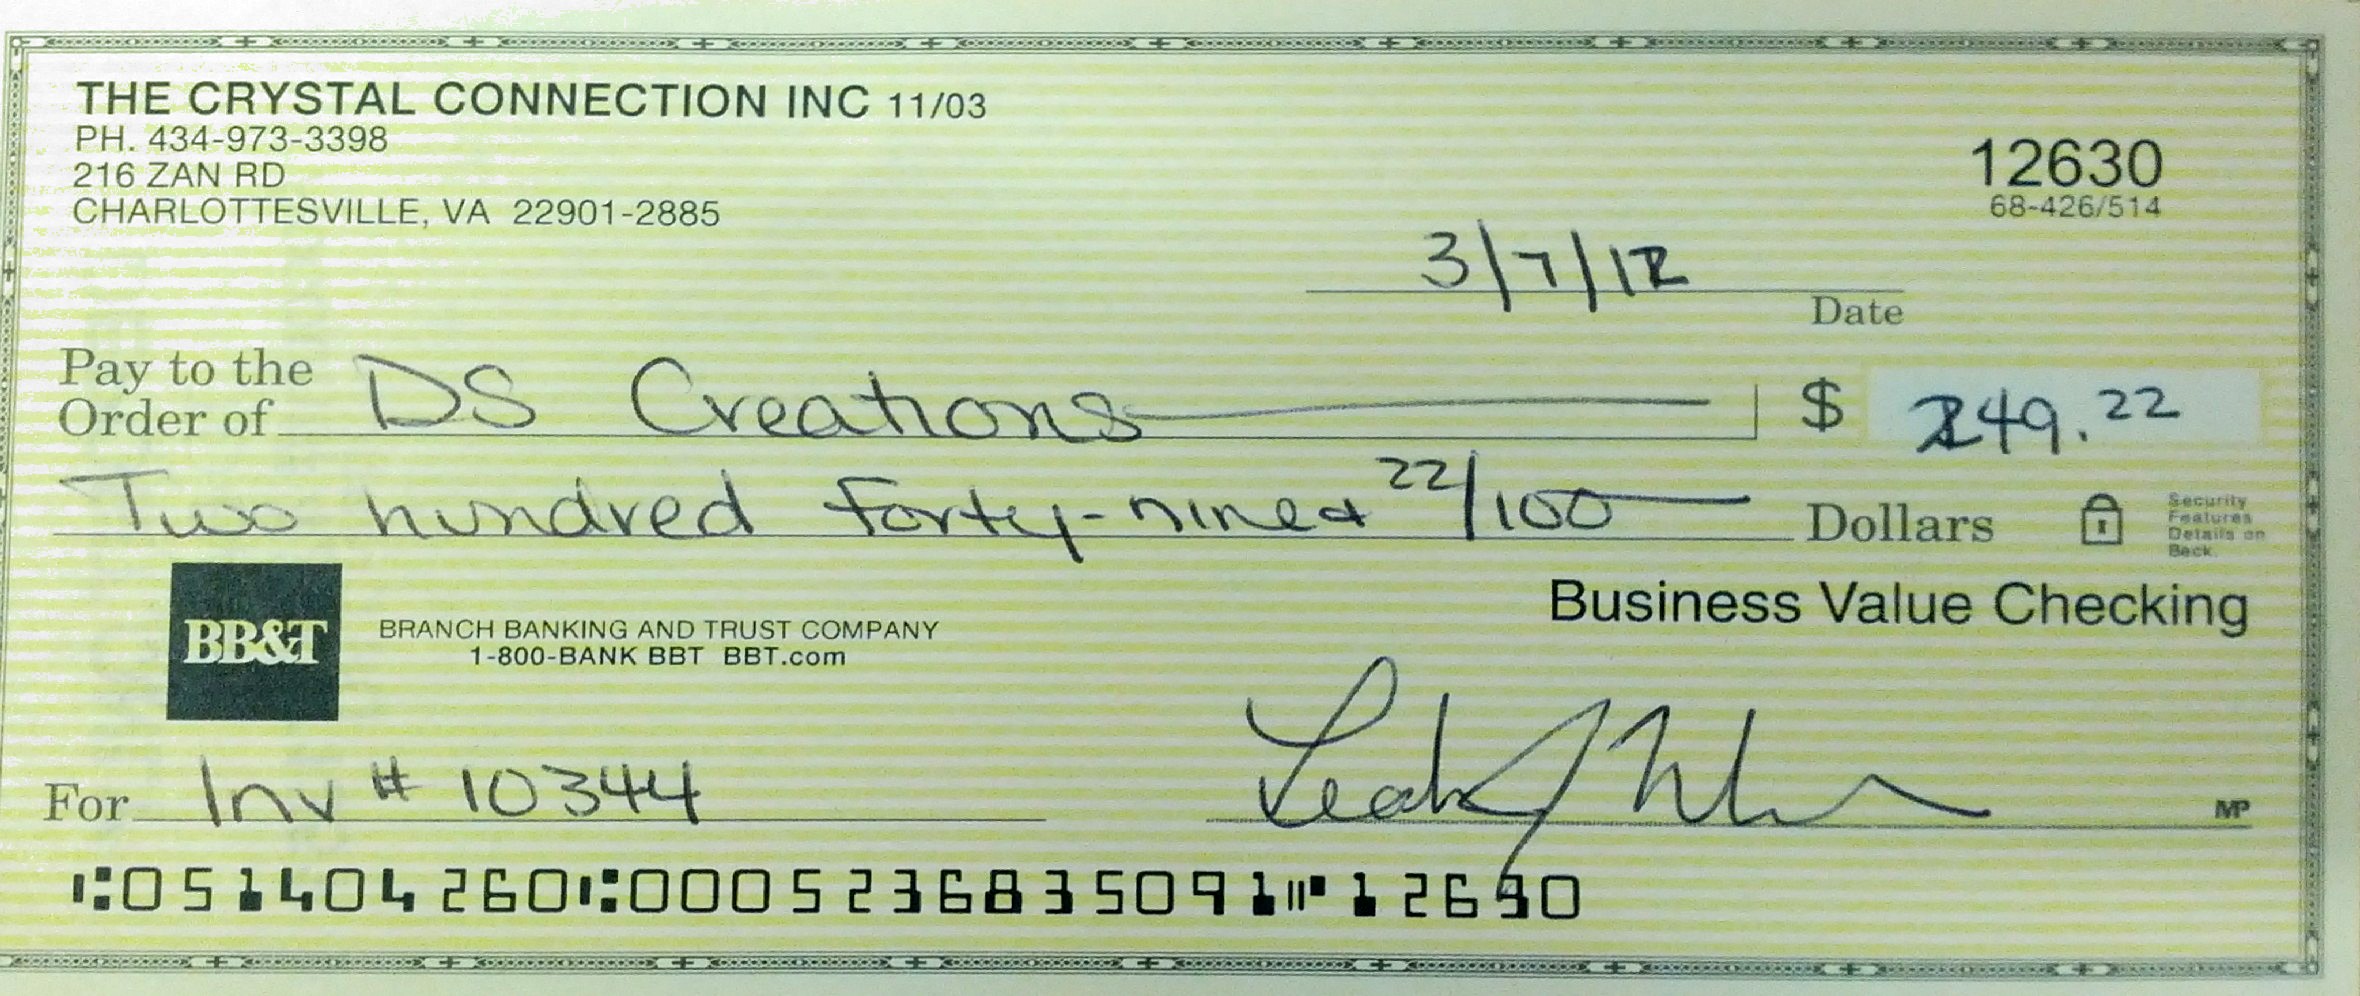 THE CRYSTAL CONNECTION INC 11/03
PH. 434-973-3398
216 ZAN RD
CHARLOTTESVILLE, VA 22901-2885
12630
68-426/514
3/7/12
Date
Pay to the
Order of DS Creations $ 249.22
Two hundred forty-nine & 22/100 Dollars
Security
Features
Details on
Back.
Business Value Checking
BB&T
BRANCH BANKING AND TRUST COMPANY
1-800-BANK BBT BBT.com
For Inv # 10344
MP
⑆051404260⑆0005236835091⑈12630